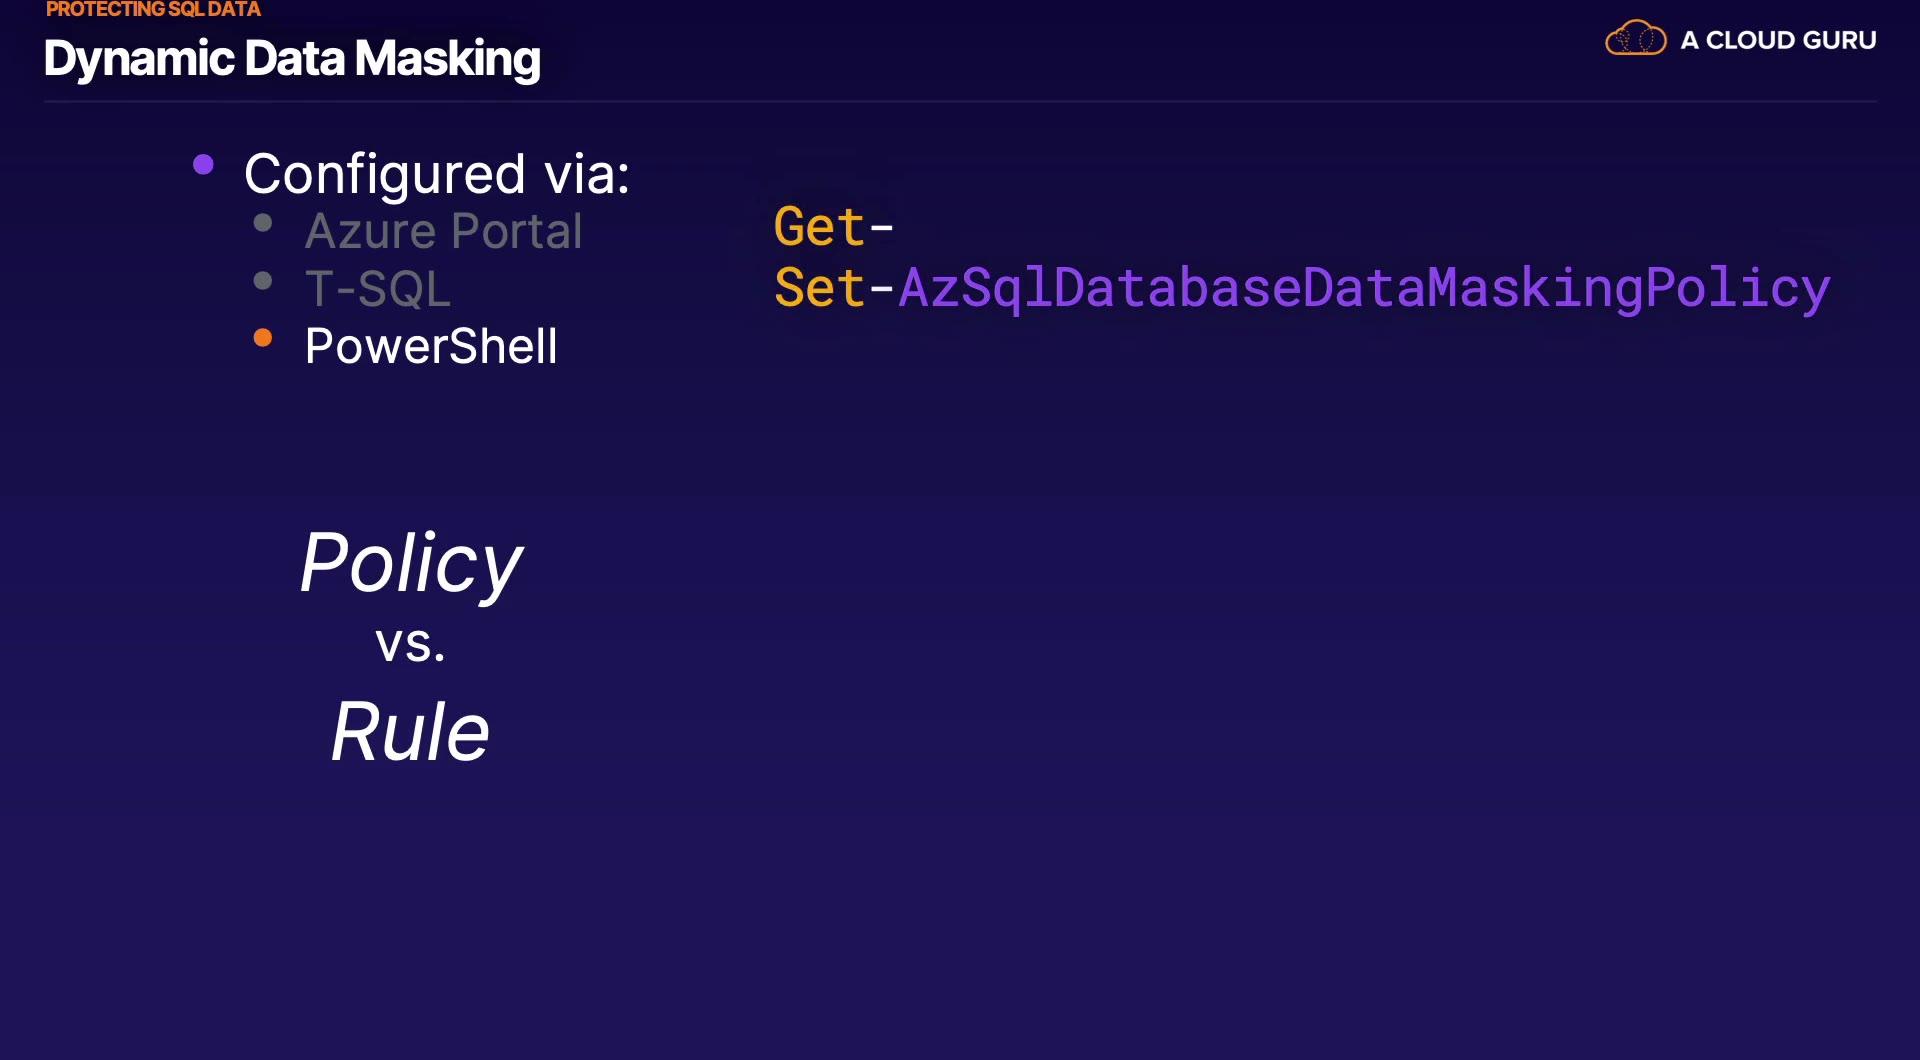 PROTECTING SQL DATA
Dynamic Data Masking
A CLOUD GURU
Configured via:
Azure Portal
T-SQL
PowerShell
Get-
Set-AzSqlDatabaseDataMaskingPolicy
Policy
vs.
Rule